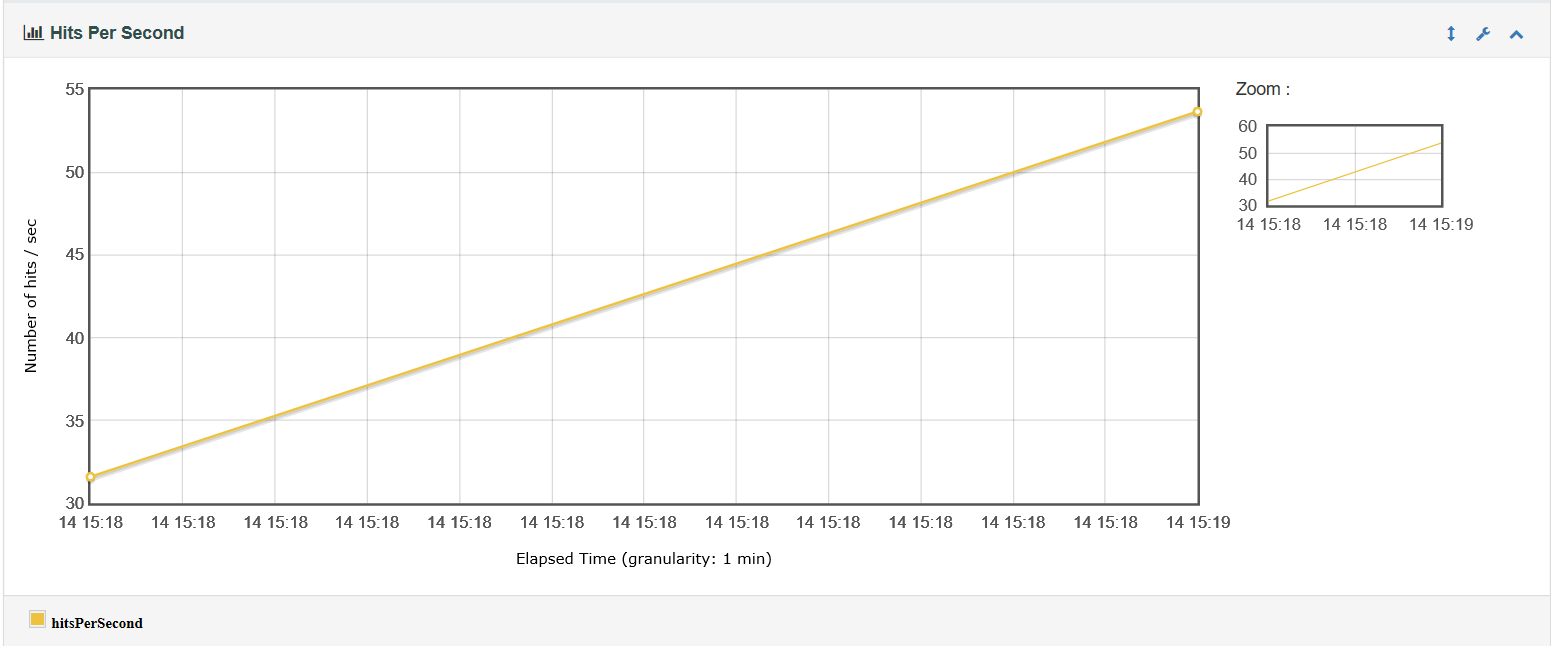 Hits Per Second
55
50
45
40
35
30
Number of hits / sec
14 15:18 14 15:18 14 15:18 14 15:18 14 15:18 14 15:18 14 15:18 14 15:18 14 15:18 14 15:18 14 15:18 14 15:18 14 15:19
Elapsed Time (granularity: 1 min)
Zoom :
60
50
40
30
14 15:18 14 15:18 14 15:19
hitsPerSecond